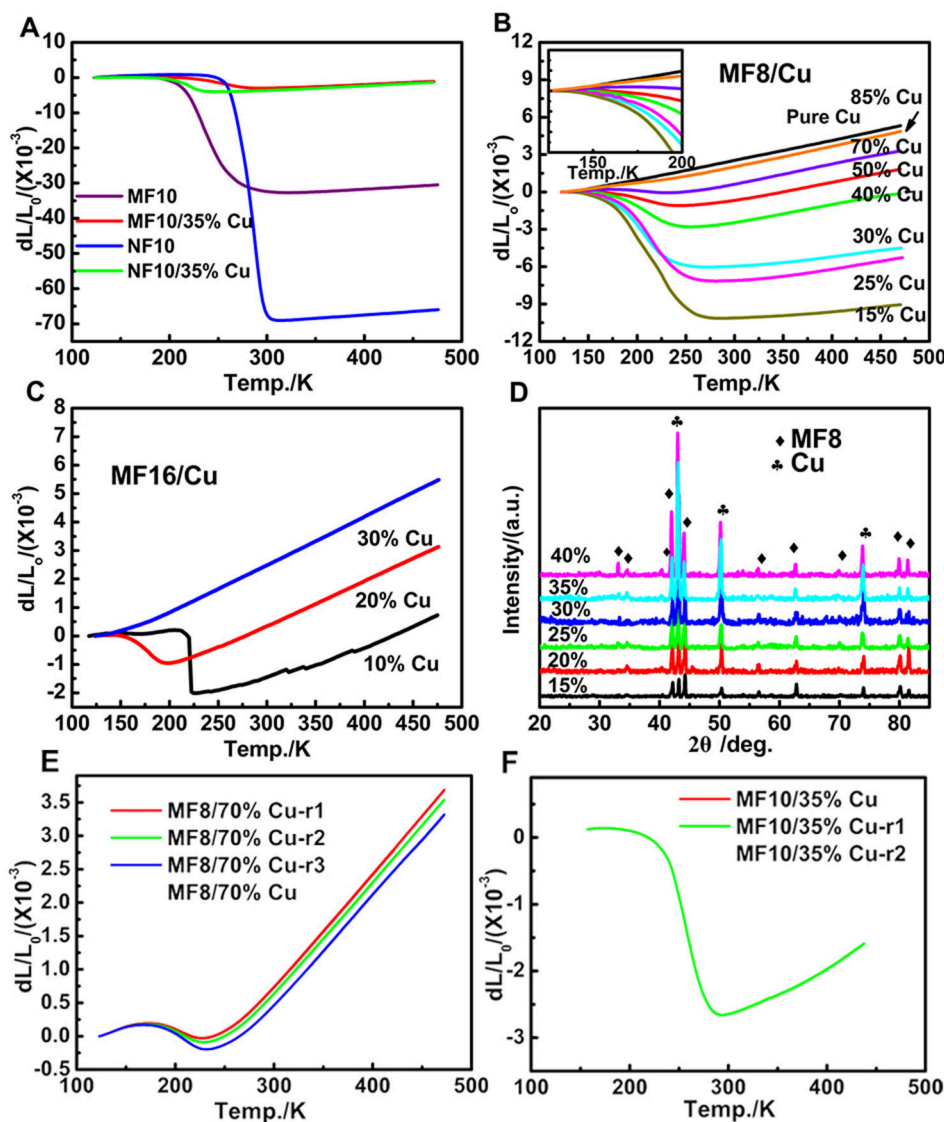 A
dL/L0/(X10-3)
10
0
-10
-20
-30
-40
-50
-60
-70
MF10
MF10/35% Cu
NF10
NF10/35% Cu
100 150 200 250 300 350 400 450 500
Temp./K
B
dL/Lo/(X10-3)
12
9
6
3
0
-3
-6
-9
-12
150 200
Temp./K
MF8/Cu
85% Cu
Pure Cu
70% Cu
50% Cu
40% Cu
30% Cu
25% Cu
15% Cu
100 150 200 250 300 350 400 450 500
Temp./K
C
dL/Lo/(X10-3)
8
7
6
5
4
3
2
1
0
-1
-2
MF16/Cu
30% Cu
20% Cu
10% Cu
100 150 200 250 300 350 400 450 500
Temp./K
D
Intensity/(a.u.)
♦ MF8
♣ Cu
40%
35%
30%
25%
20%
15%
20 30 40 50 60 70 80
2θ /deg.
E
dL/L0/(X10-3)
3.5
3.0
2.5
2.0
1.5
1.0
0.5
0.0
-0.5
MF8/70% Cu-r1
MF8/70% Cu-r2
MF8/70% Cu-r3
MF8/70% Cu
100 200 300 400 500
Temp./K
F
dL/L0/(X10-3)
0
-1
-2
-3
MF10/35% Cu
MF10/35% Cu-r1
MF10/35% Cu-r2
100 200 300 400 500
Temp./K